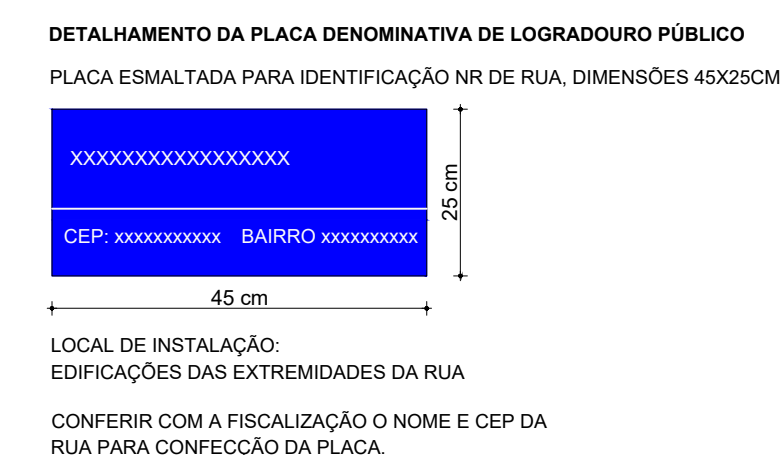 DETALHAMENTO DA PLACA DENOMINATIVA DE LOGRADOURO PÚBLICO
PLACA ESMALTADA PARA IDENTIFICAÇÃO NR DE RUA, DIMENSÕES 45X25CM
XXXXXXXXXXXXXXXXX
CEP: xxxxxxxxxxx BAIRRO xxxxxxxxxx
25 cm
45 cm
LOCAL DE INSTALAÇÃO:
EDIFICAÇÕES DAS EXTREMIDADES DA RUA
CONFERIR COM A FISCALIZAÇÃO O NOME E CEP DA
RUA PARA CONFECÇÃO DA PLACA.